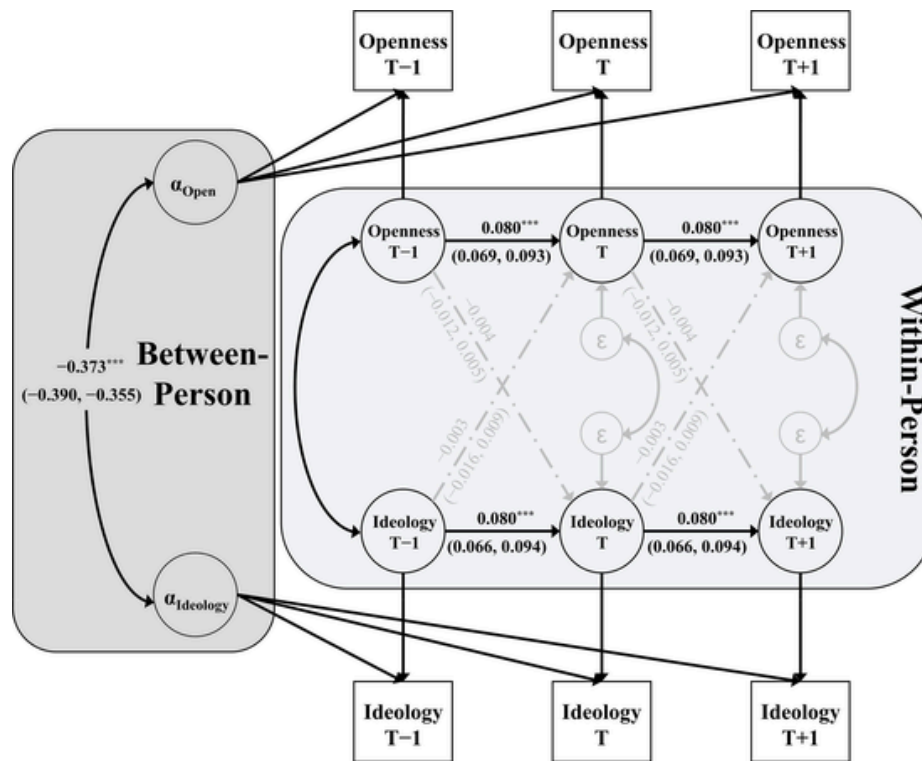 Openness
T−1
Openness
T
Openness
T+1
α_Open
Openness
T−1
0.080***
(0.069, 0.093)
Openness
T
0.080***
(0.069, 0.093)
Openness
T+1
−0.004
(−0.012, 0.005)
−0.004
(−0.012, 0.005)
ε
ε
−0.373***
(−0.390, −0.355)
Between-
Person
Within-Person
−0.003
(−0.016, 0.009)
−0.003
(−0.016, 0.009)
ε
ε
Ideology
T−1
0.080***
(0.066, 0.094)
Ideology
T
0.080***
(0.066, 0.094)
Ideology
T+1
α_Ideology
Ideology
T−1
Ideology
T
Ideology
T+1